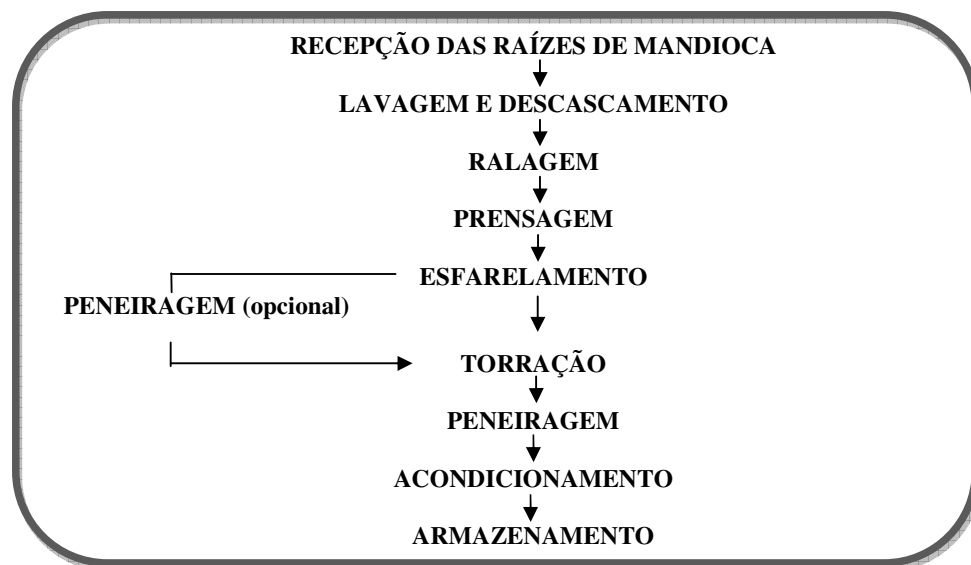 RECEPÇÃO DAS RAÍZES DE MANDIOCA
LAVAGEM E DESCASCAMENTO
RALAGEM
PRENSAGEM
ESFARELAMENTO
PENEIRAGEM (opcional)
TORRAÇÃO
PENEIRAGEM
ACONDICIONAMENTO
ARMAZENAMENTO